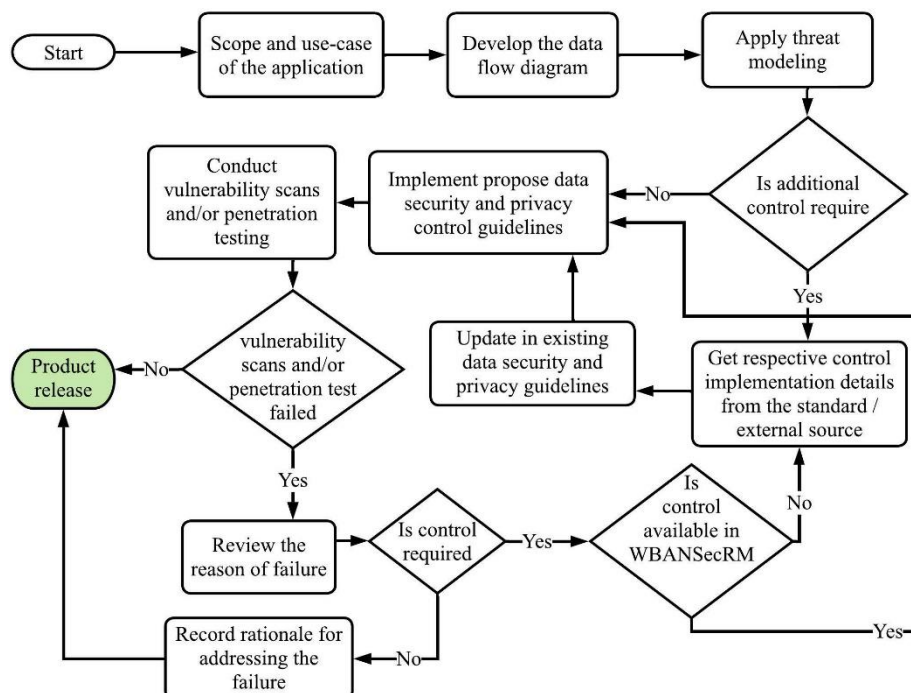 Start
Scope and use-case
of the application
Develop the data
flow diagram
Apply threat
modeling
Is additional
control require
No
Yes
Implement propose data
security and privacy
control guidelines
Conduct
vulnerability scans
and/or penetration
testing
vulnerability
scans and/or
penetration test
failed
No
Product
release
Yes
Update in existing
data security and
privacy guidelines
Get respective control
implementation details
from the standard /
external source
Review the
reason of failure
Is control
required
Yes
Is
control
available in
WBANSecRM
No
Yes
No
Record rationale for
addressing the
failure